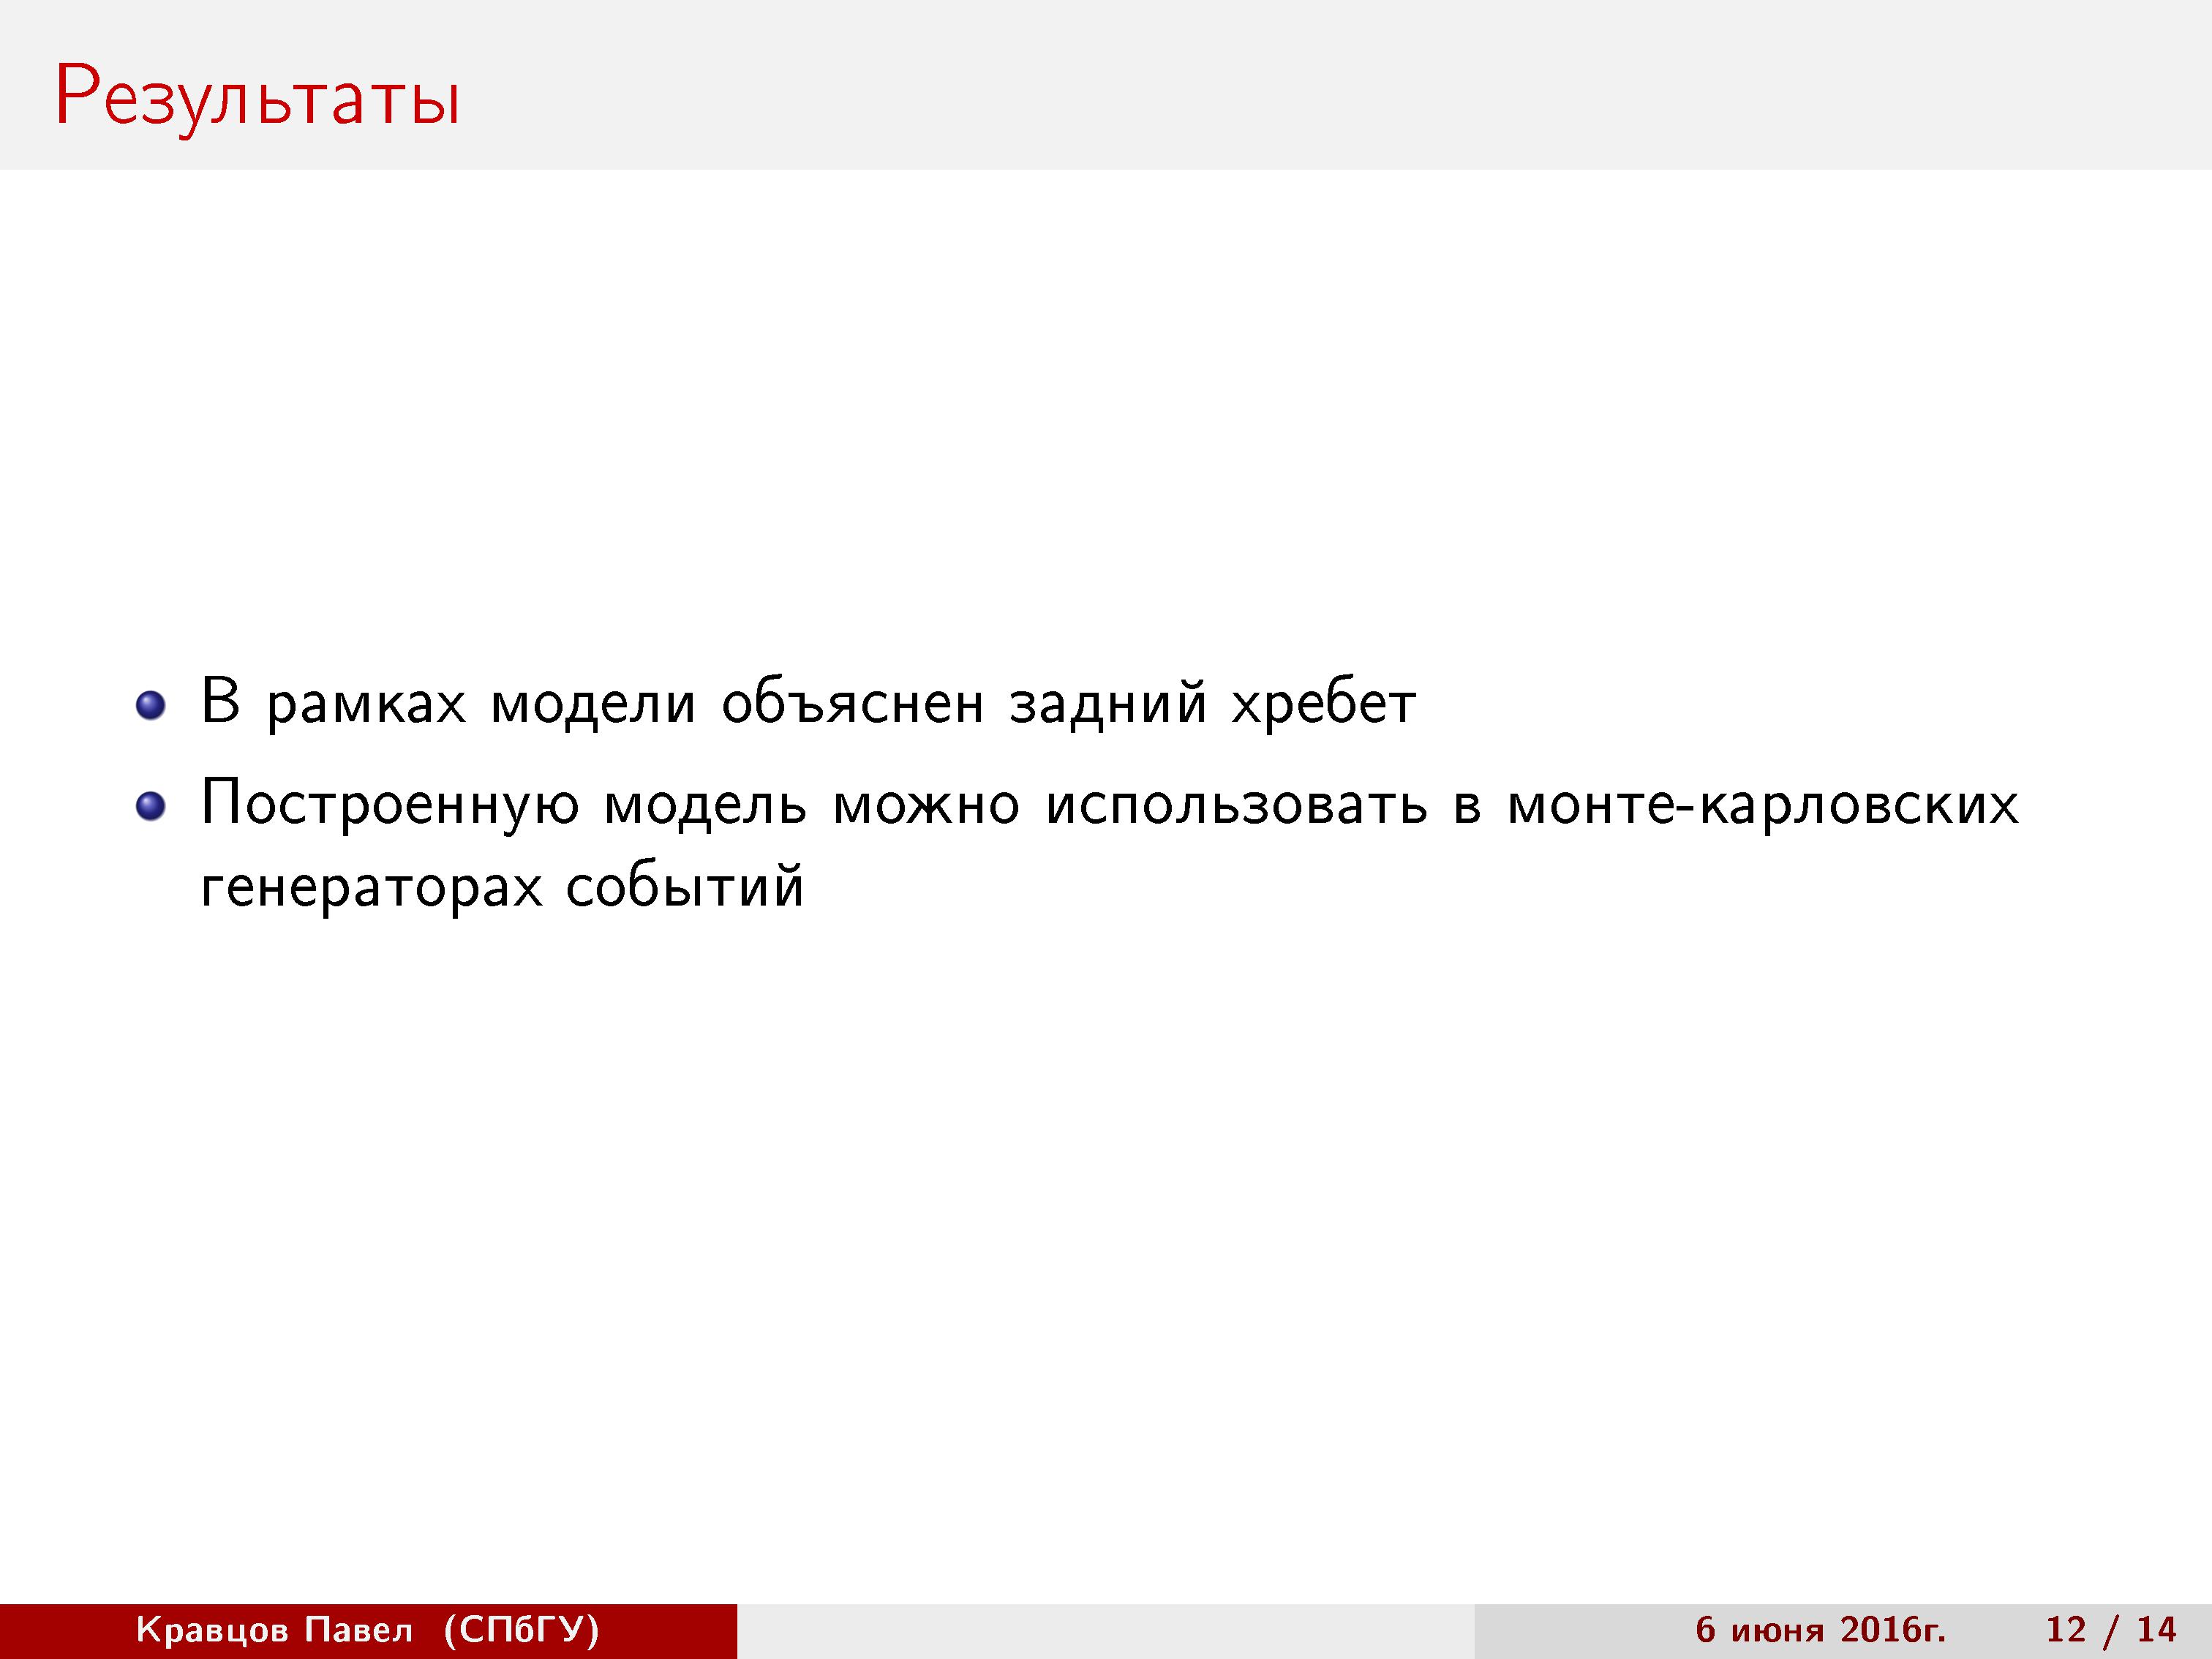 Результаты
В рамках модели объяснен задний хребет
Построенную модель можно использовать в монте-карловских
генераторах событий
Кравцов Павел (СПбГУ) 6 июня 2016г. 12 / 14